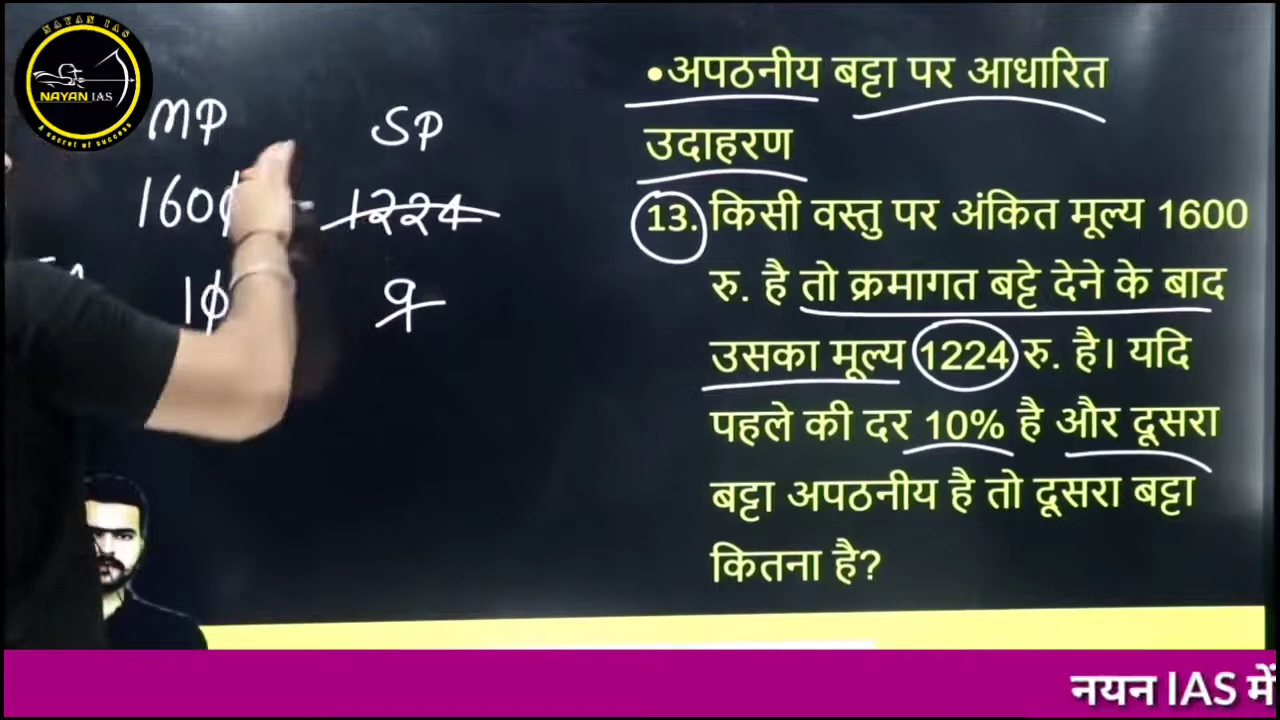 NAYAN IAS
NAYAN IAS
A secret of success
MP SP
160 1224
10 9
•अपठनीय बट्टा पर आधारित
उदाहरण
13. किसी वस्तु पर अंकित मूल्य 1600
रु. है तो क्रमागत बट्टे देने के बाद
उसका मूल्य 1224 रु. है। यदि
पहले की दर 10% है और दूसरा
बट्टा अपठनीय है तो दूसरा बट्टा
कितना है?
नयन IAS में